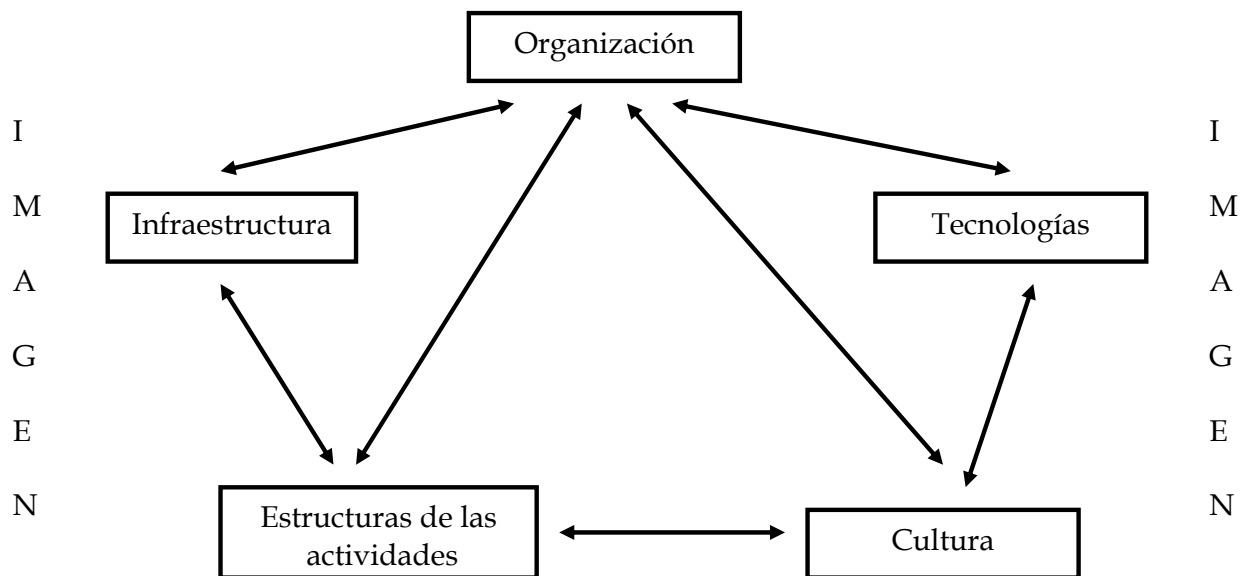 Organización
I
M
A
G
E
N
Infraestructura
Tecnologías
I
M
A
G
E
N
Estructuras de las
actividades
Cultura